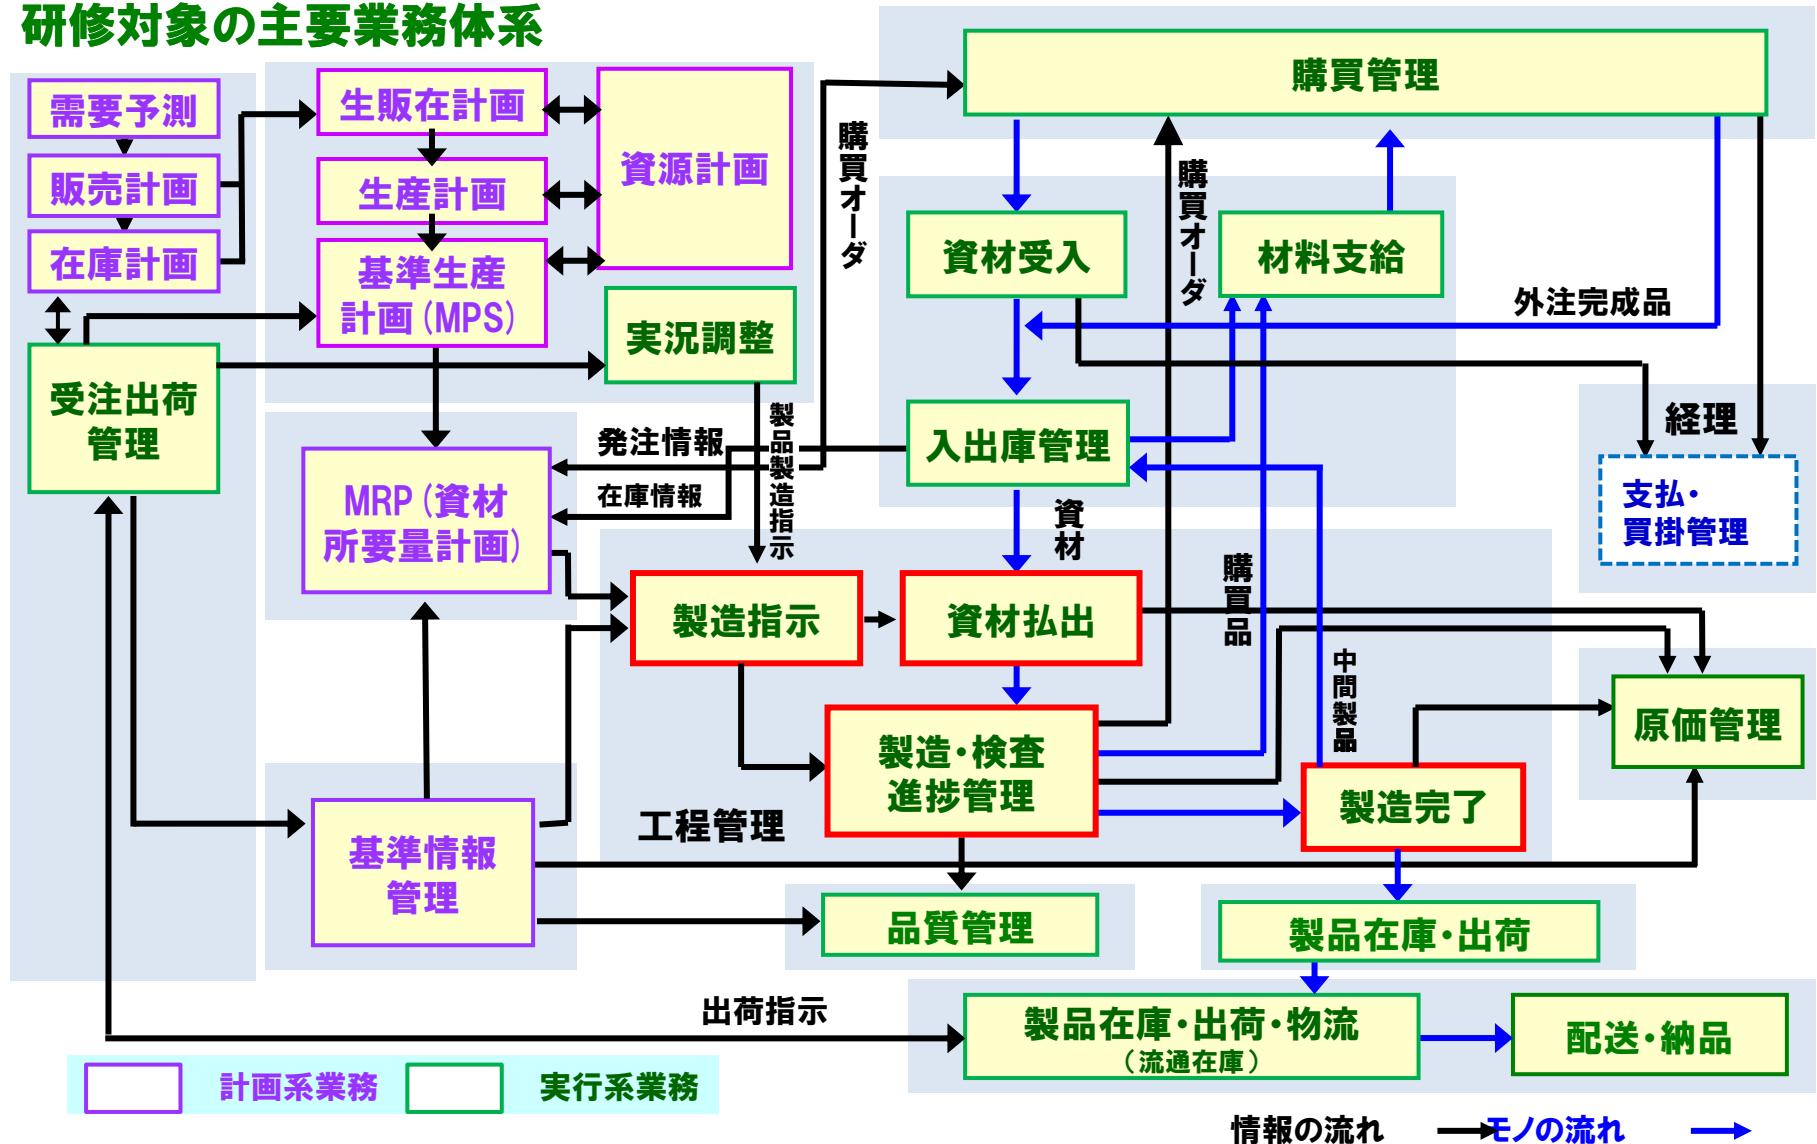 研修対象の主要業務体系
需要予測
販売計画
在庫計画
受注出荷
管理
生販在計画
生産計画
基準生産
計画(MPS)
資源計画
実況調整
MRP(資材
所要量計画)
基準情報
管理
購買管理
購買オーダ
購買オーダ
資材受入
材料支給
外注完成品
入出庫管理
発注情報
在庫情報
製品製造指示
資材
購買品
中間製品
経理
支払・
買掛管理
製造指示
資材払出
製造・検査
進捗管理
製造完了
原価管理
工程管理
品質管理
製品在庫・出荷
出荷指示
製品在庫・出荷・物流
(流通在庫)
配送・納品
計画系業務
実行系業務
情報の流れ
モノの流れ